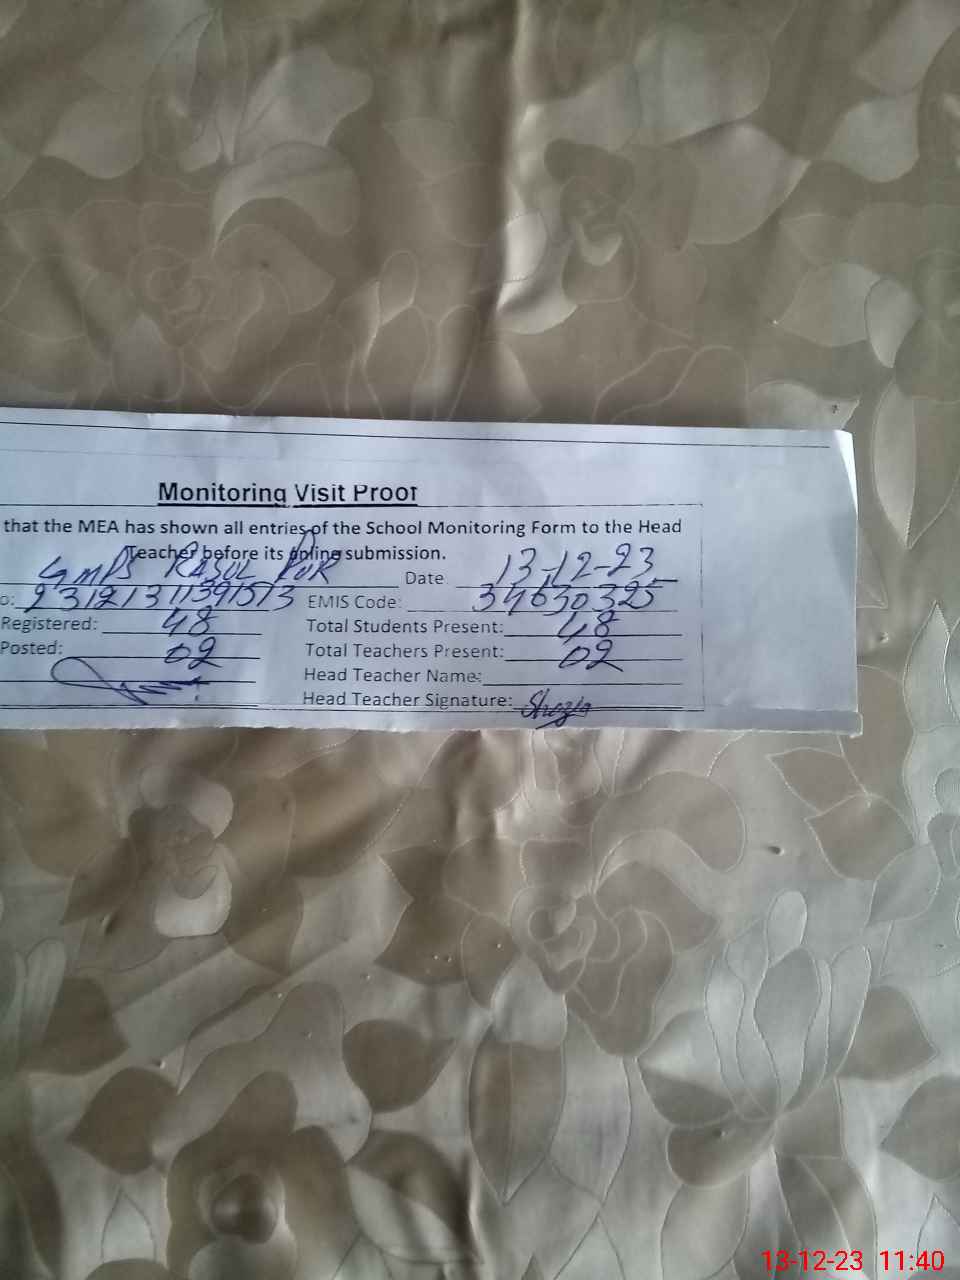 Monitoring Visit Proof
that the MEA has shown all entries of the School Monitoring Form to the Head
Teacher before its online submission.
GMPS RASUL PUR Date 13-12-23
o: 23121311391513 EMIS Code: 34630325
Registered: 48 Total Students Present: 48
Posted: 02 Total Teachers Present: 02
Head Teacher Name:
Head Teacher Signature: Shazia
13-12-23 11:40